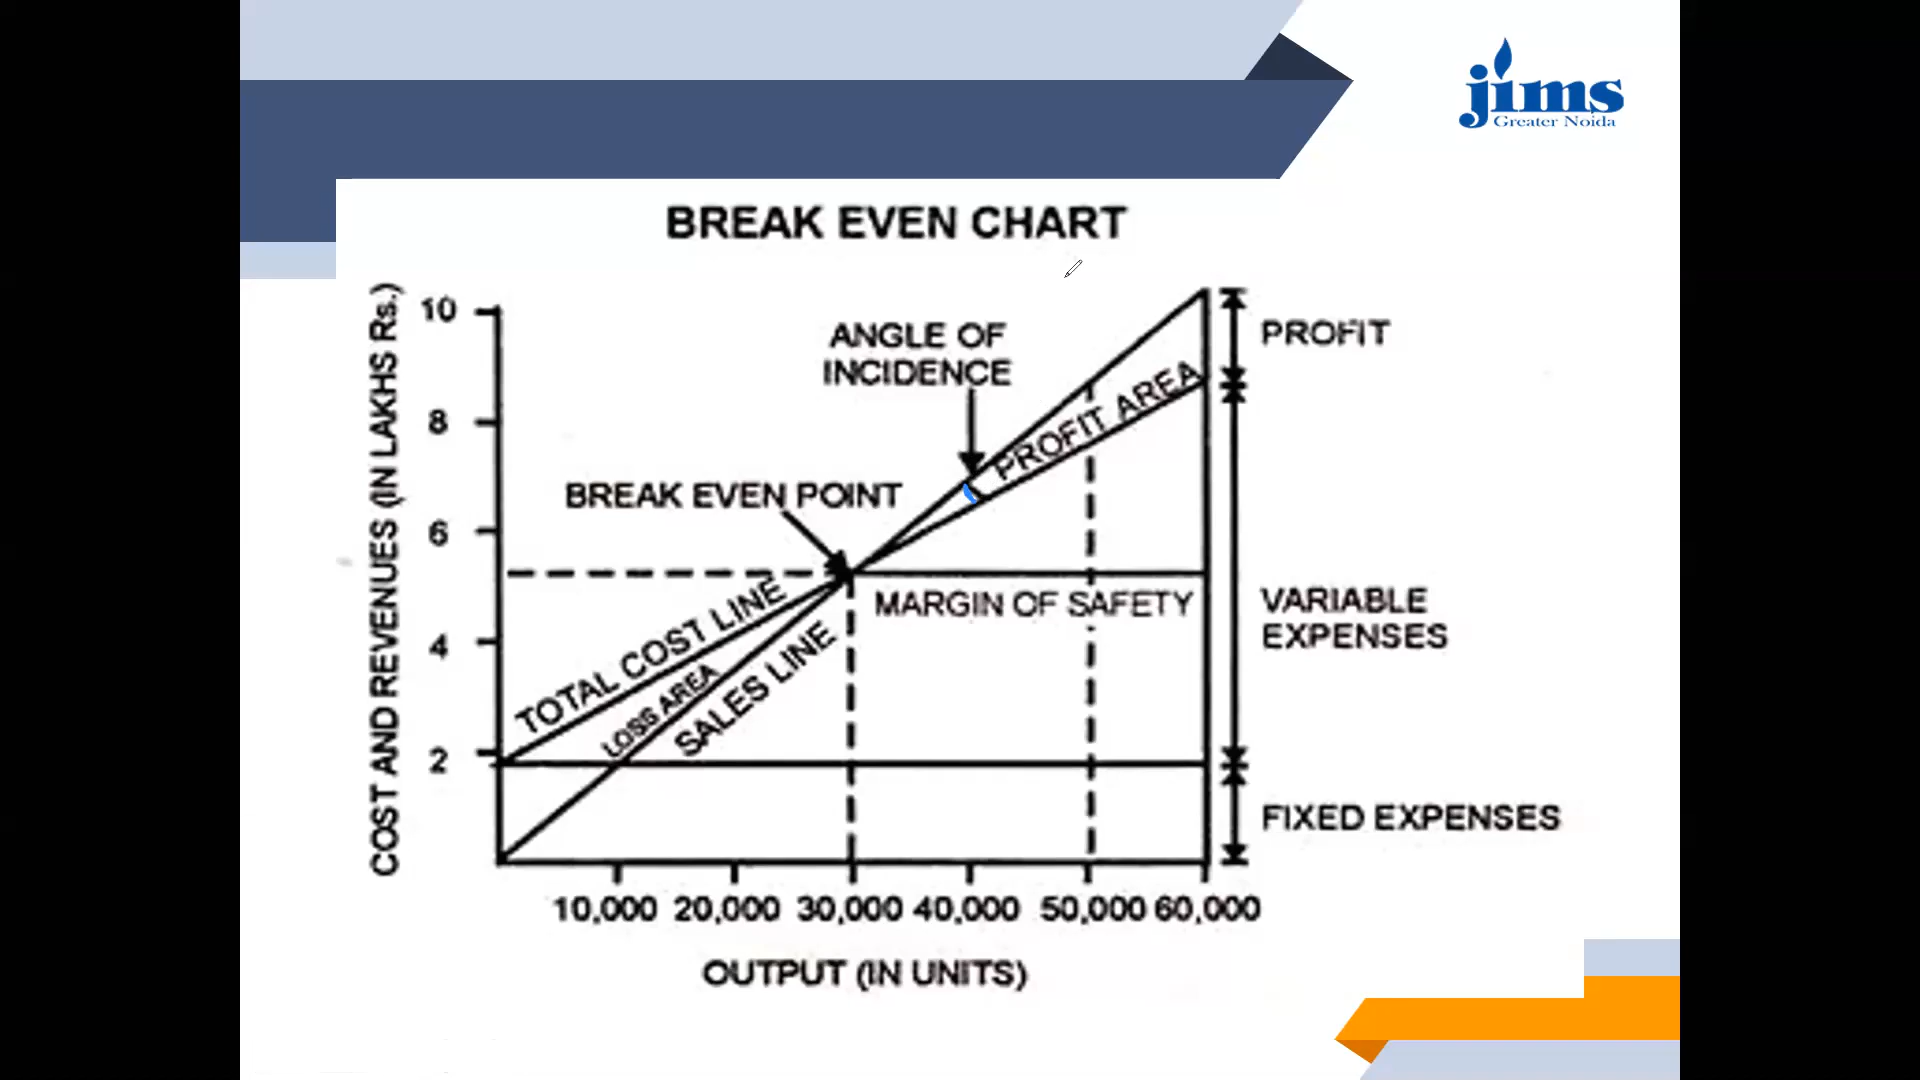 jims
Greater Noida
BREAK EVEN CHART
COST AND REVENUES (IN LAKHS Rs.)
10
8
6
4
2
ANGLE OF
INCIDENCE
BREAK EVEN POINT
PROFIT AREA
MARGIN OF SAFETY
TOTAL COST LINE
LOSS AREA
SALES LINE
PROFIT
VARIABLE
EXPENSES
FIXED EXPENSES
10,000 20,000 30,000 40,000 50,000 60,000
OUTPUT (IN UNITS)